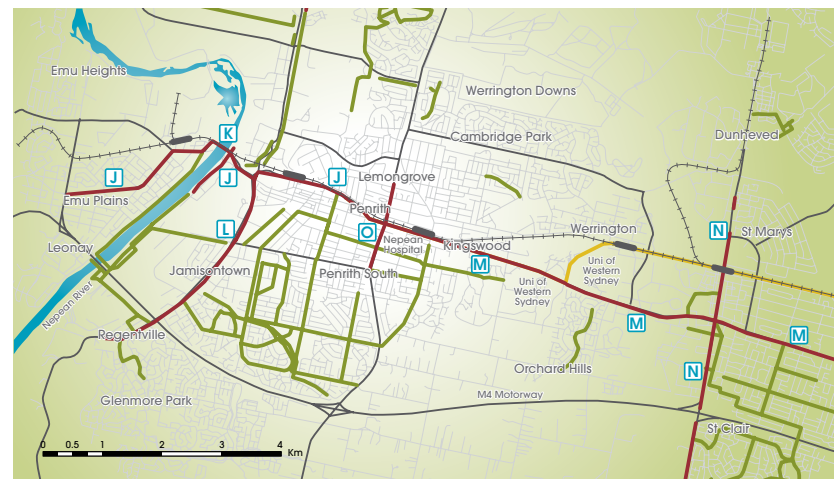 Emu Heights
Werrington Downs
K
Cambridge Park
Dunheved
J
J
J
Lemongrove
Emu Plains
Penrith
L
O
Nepean
Hospital
Kingswood
Werrington
N
St Marys
Leonay
Jamisontown
Penrith South
M
Uni of
Western
Sydney
Uni of
Western
Sydney
Nepean River
Regentville
M
M
Orchard Hills
N
Glenmore Park
M4 Motorway
St Clair
0 0.5 1 2 3 4
Km